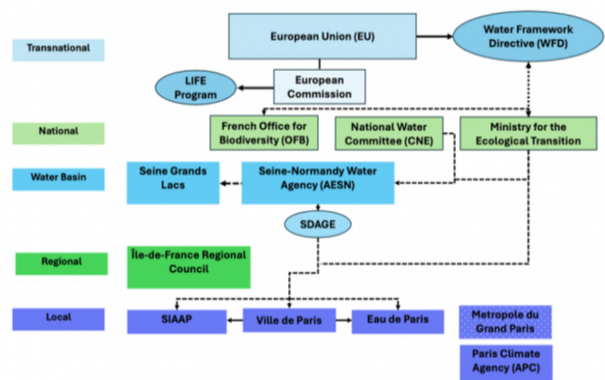 Transnational
European Union (EU)
Water Framework
Directive (WFD)
LIFE
Program
European
Commission
National
French Office for
Biodiversity (OFB)
National Water
Committee (CNE)
Ministry for the
Ecological Transition
Water Basin
Seine Grands
Lacs
Seine-Normandy Water
Agency (AESN)
SDAGE
Regional
Île-de-France Regional
Council
Local
SIAAP
Ville de Paris
Eau de Paris
Metropole du
Grand Paris
Paris Climate
Agency (APC)